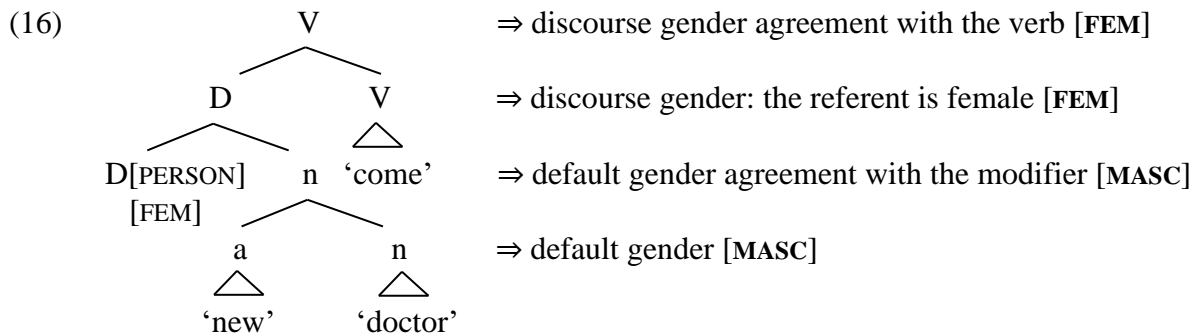 (16) V ⇒ discourse gender agreement with the verb [FEM]
D V ⇒ discourse gender: the referent is female [FEM]
D[PERSON] n ‘come’ ⇒ default gender agreement with the modifier [MASC]
[FEM]
a n ⇒ default gender [MASC]
‘new’ ‘doctor’